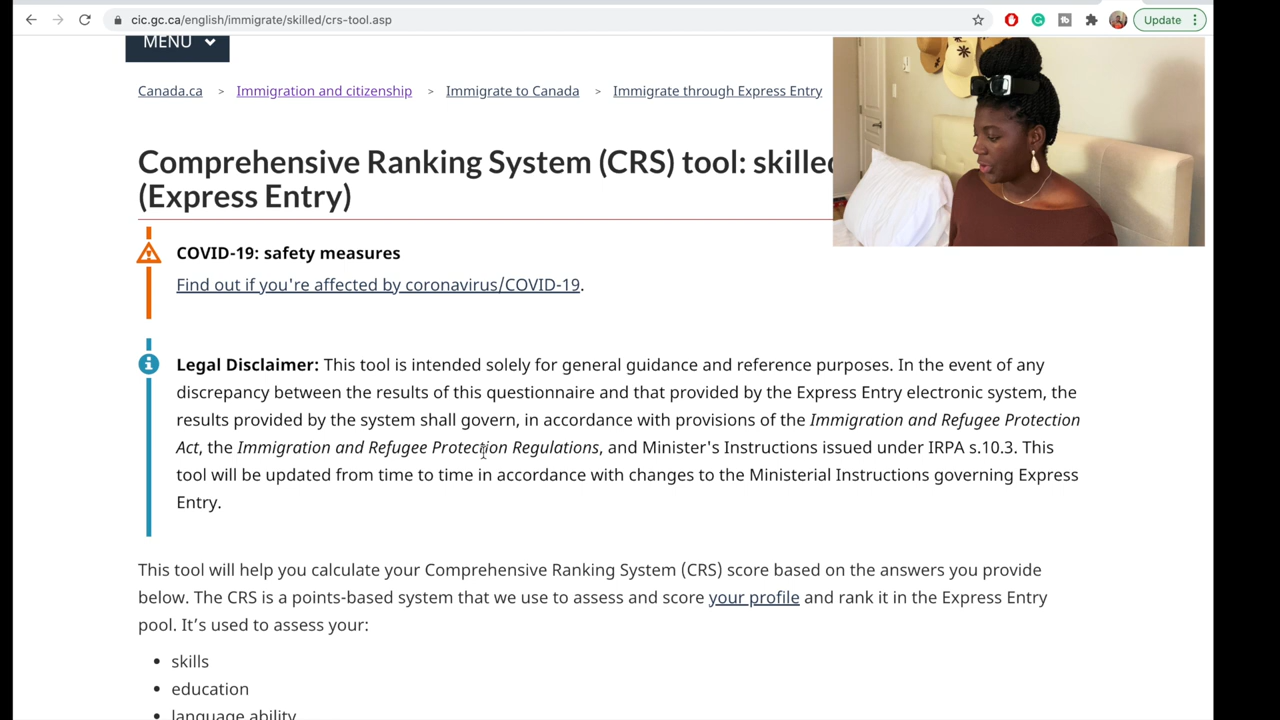 cic.gc.ca/english/immigrate/skilled/crs-tool.asp
Update
MENU
Canada.ca > Immigration and citizenship > Immigrate to Canada > Immigrate through Express Entry
Comprehensive Ranking System (CRS) tool: skilled
(Express Entry)
COVID-19: safety measures
Find out if you're affected by coronavirus/COVID-19.
Legal Disclaimer: This tool is intended solely for general guidance and reference purposes. In the event of any
discrepancy between the results of this questionnaire and that provided by the Express Entry electronic system, the
results provided by the system shall govern, in accordance with provisions of the Immigration and Refugee Protection
Act, the Immigration and Refugee Protection Regulations, and Minister's Instructions issued under IRPA s.10.3. This
tool will be updated from time to time in accordance with changes to the Ministerial Instructions governing Express
Entry.
This tool will help you calculate your Comprehensive Ranking System (CRS) score based on the answers you provide
below. The CRS is a points-based system that we use to assess and score your profile and rank it in the Express Entry
pool. It’s used to assess your:
• skills
• education
• language ability